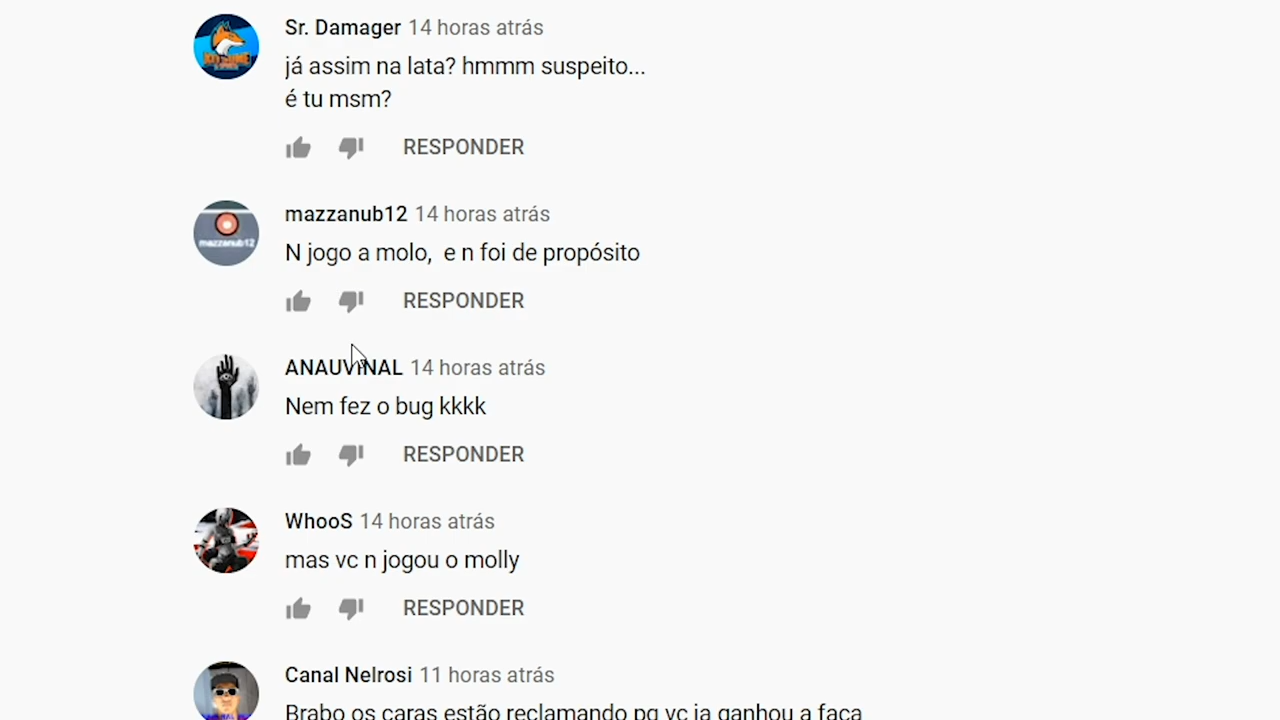 Sr. Damager 14 horas atrás
já assim na lata? hmmm suspeito...
é tu msm?
RESPONDER
mazzanub12
mazzanub12 14 horas atrás
N jogo a molo,  e n foi de propósito
RESPONDER
ANAUVINAL 14 horas atrás
Nem fez o bug kkkk
RESPONDER
WhooS 14 horas atrás
mas vc n jogou o molly
RESPONDER
Canal Nelrosi 11 horas atrás
Brabo os caras estão reclamando pq vc ja ganhou a faca